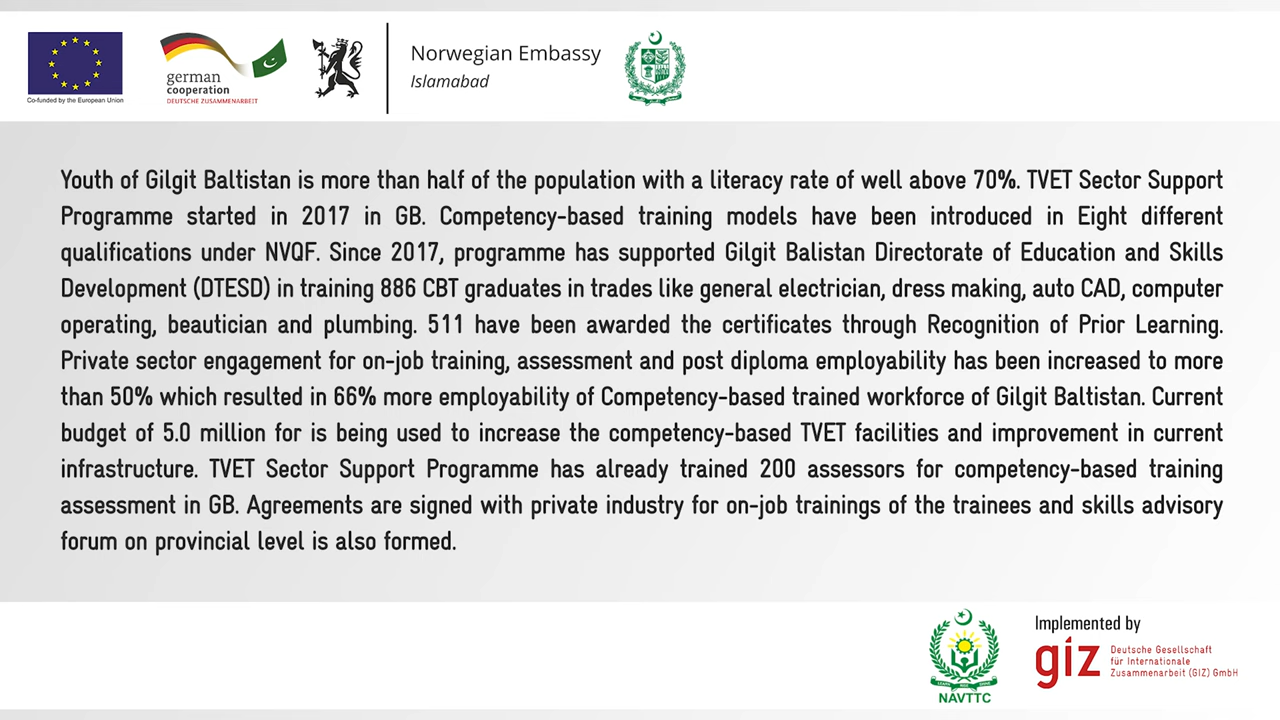 Co-funded by the European Union
german
cooperation
DEUTSCHE ZUSAMMENARBEIT
Norwegian Embassy
Islamabad
Youth of Gilgit Baltistan is more than half of the population with a literacy rate of well above 70%. TVET Sector Support
Programme started in 2017 in GB. Competency-based training models have been introduced in Eight different
qualifications under NVQF. Since 2017, programme has supported Gilgit Balistan Directorate of Education and Skills
Development (DTESD) in training 886 CBT graduates in trades like general electrician, dress making, auto CAD, computer
operating, beautician and plumbing. 511 have been awarded the certificates through Recognition of Prior Learning.
Private sector engagement for on-job training, assessment and post diploma employability has been increased to more
than 50% which resulted in 66% more employability of Competency-based trained workforce of Gilgit Baltistan. Current
budget of 5.0 million for is being used to increase the competency-based TVET facilities and improvement in current
infrastructure. TVET Sector Support Programme has already trained 200 assessors for competency-based training
assessment in GB. Agreements are signed with private industry for on-job trainings of the trainees and skills advisory
forum on provincial level is also formed.
NAVTTC
Implemented by
giz
Deutsche Gesellschaft
für Internationale
Zusammenarbeit (GIZ) GmbH